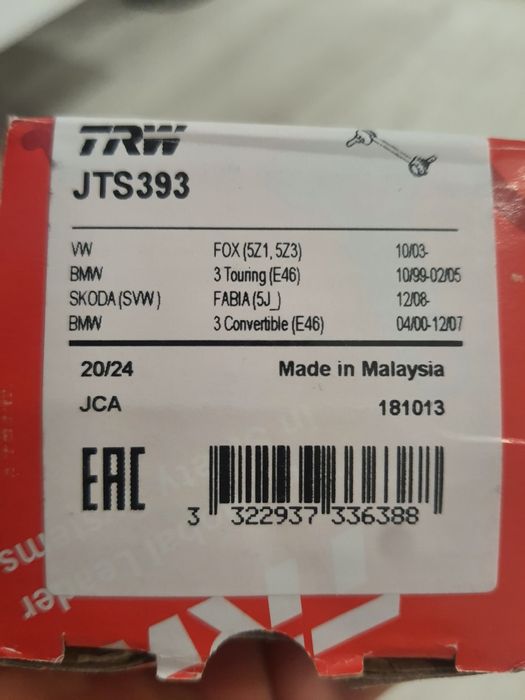 TRW
JTS393
VW FOX (5Z1, 5Z3) 10/03-
BMW 3 Touring (E46) 10/99-02/05
SKODA (SVW) FABIA (5J_) 12/08-
BMW 3 Convertible (E46) 04/00-12/07
20/24 Made in Malaysia
JCA 181013
EAC
3 322937 336388
Global Leader